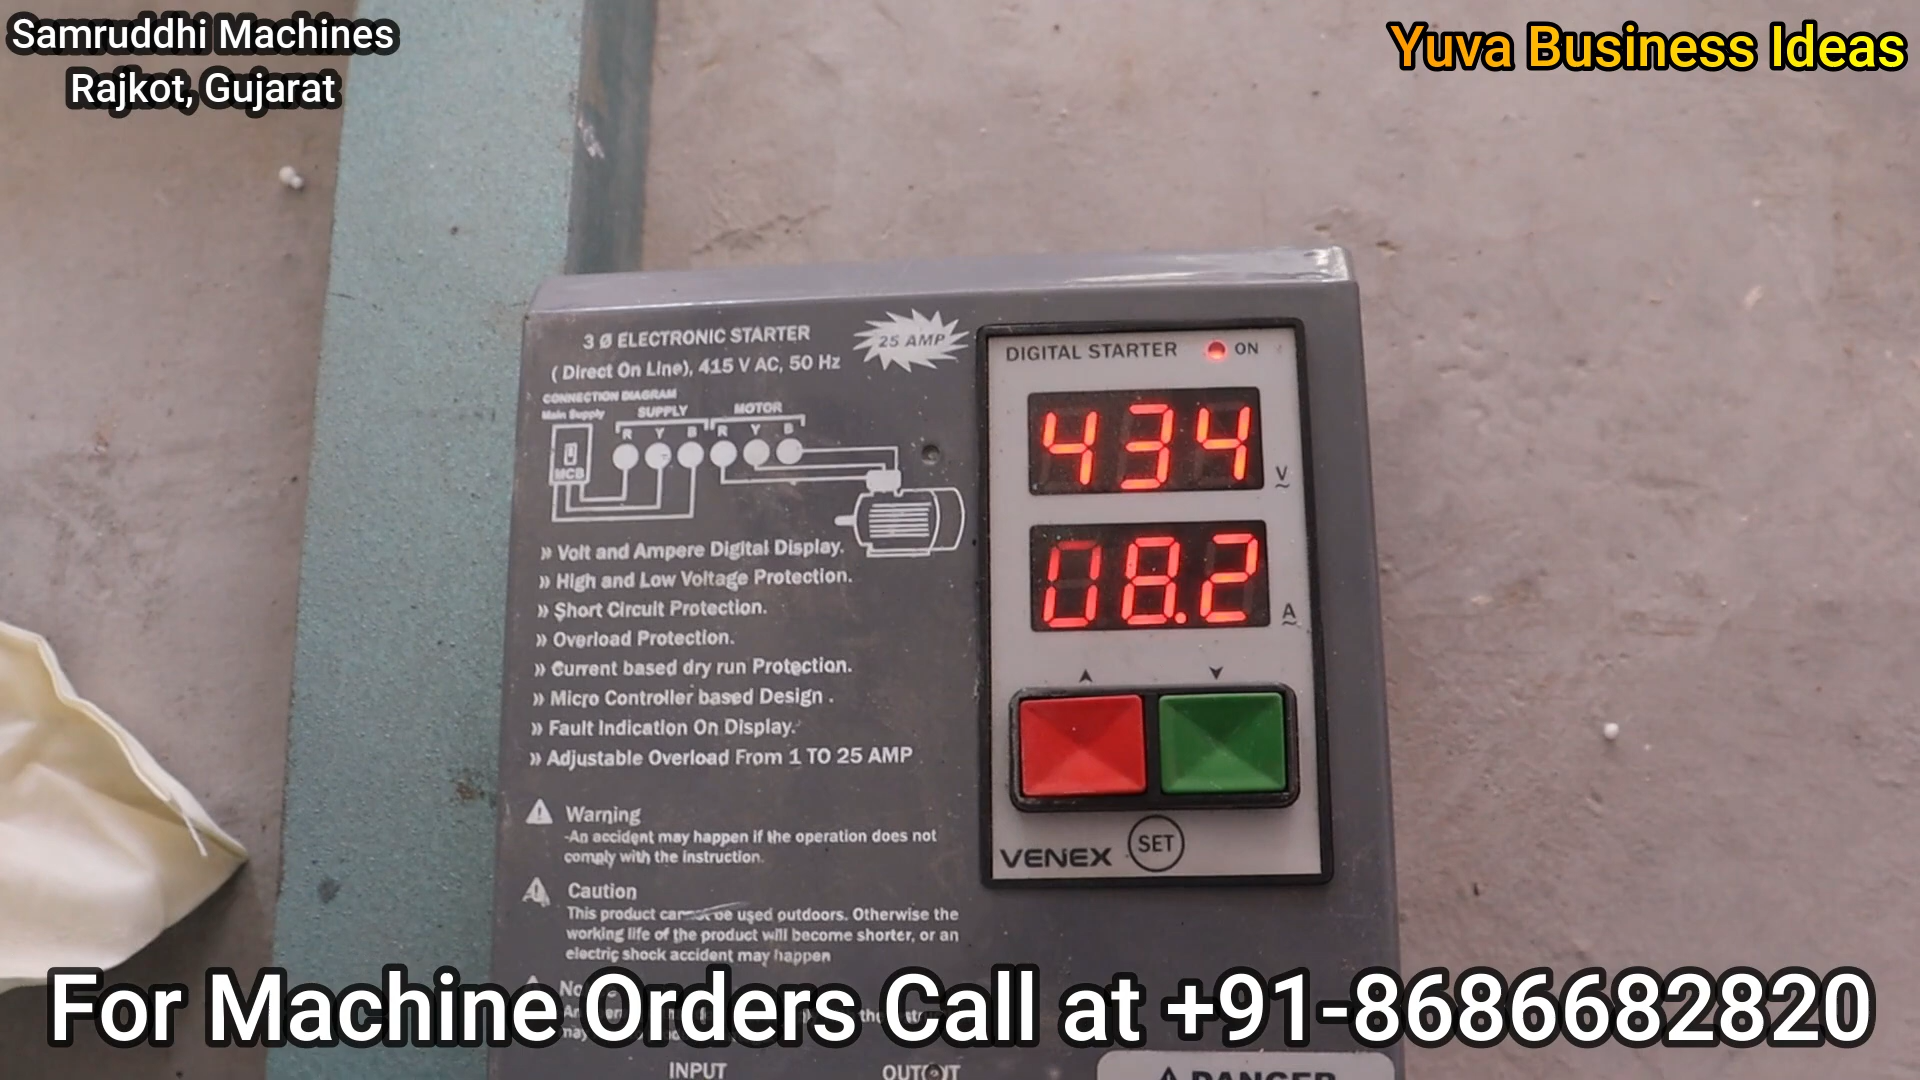 Samruddhi Machines
Rajkot, Gujarat
Yuva Business Ideas
3 Ø ELECTRONIC STARTER
( Direct On Line), 415 V AC, 50 Hz
25 AMP
CONNECTION DIAGRAM
Main Supply
SUPPLY
MOTOR
R Y B R Y B
MCB
» Volt and Ampere Digital Display.
» High and Low Voltage Protection.
» Short Circuit Protection.
» Overload Protection.
» Current based dry run Protection.
» Micro Controller based Design .
» Fault Indication On Display.
» Adjustable Overload From 1 TO 25 AMP
Warning
-An accident may happen if the operation does not
comply with the instruction.
Caution
This product cannot be used outdoors. Otherwise the
working life of the product will become shorter, or an
electric shock accident may happen
DIGITAL STARTER ON
434 V
08.2 A
VENEX SET
For Machine Orders Call at +91-8686682820
INPUT
OUTPUT
DANGER